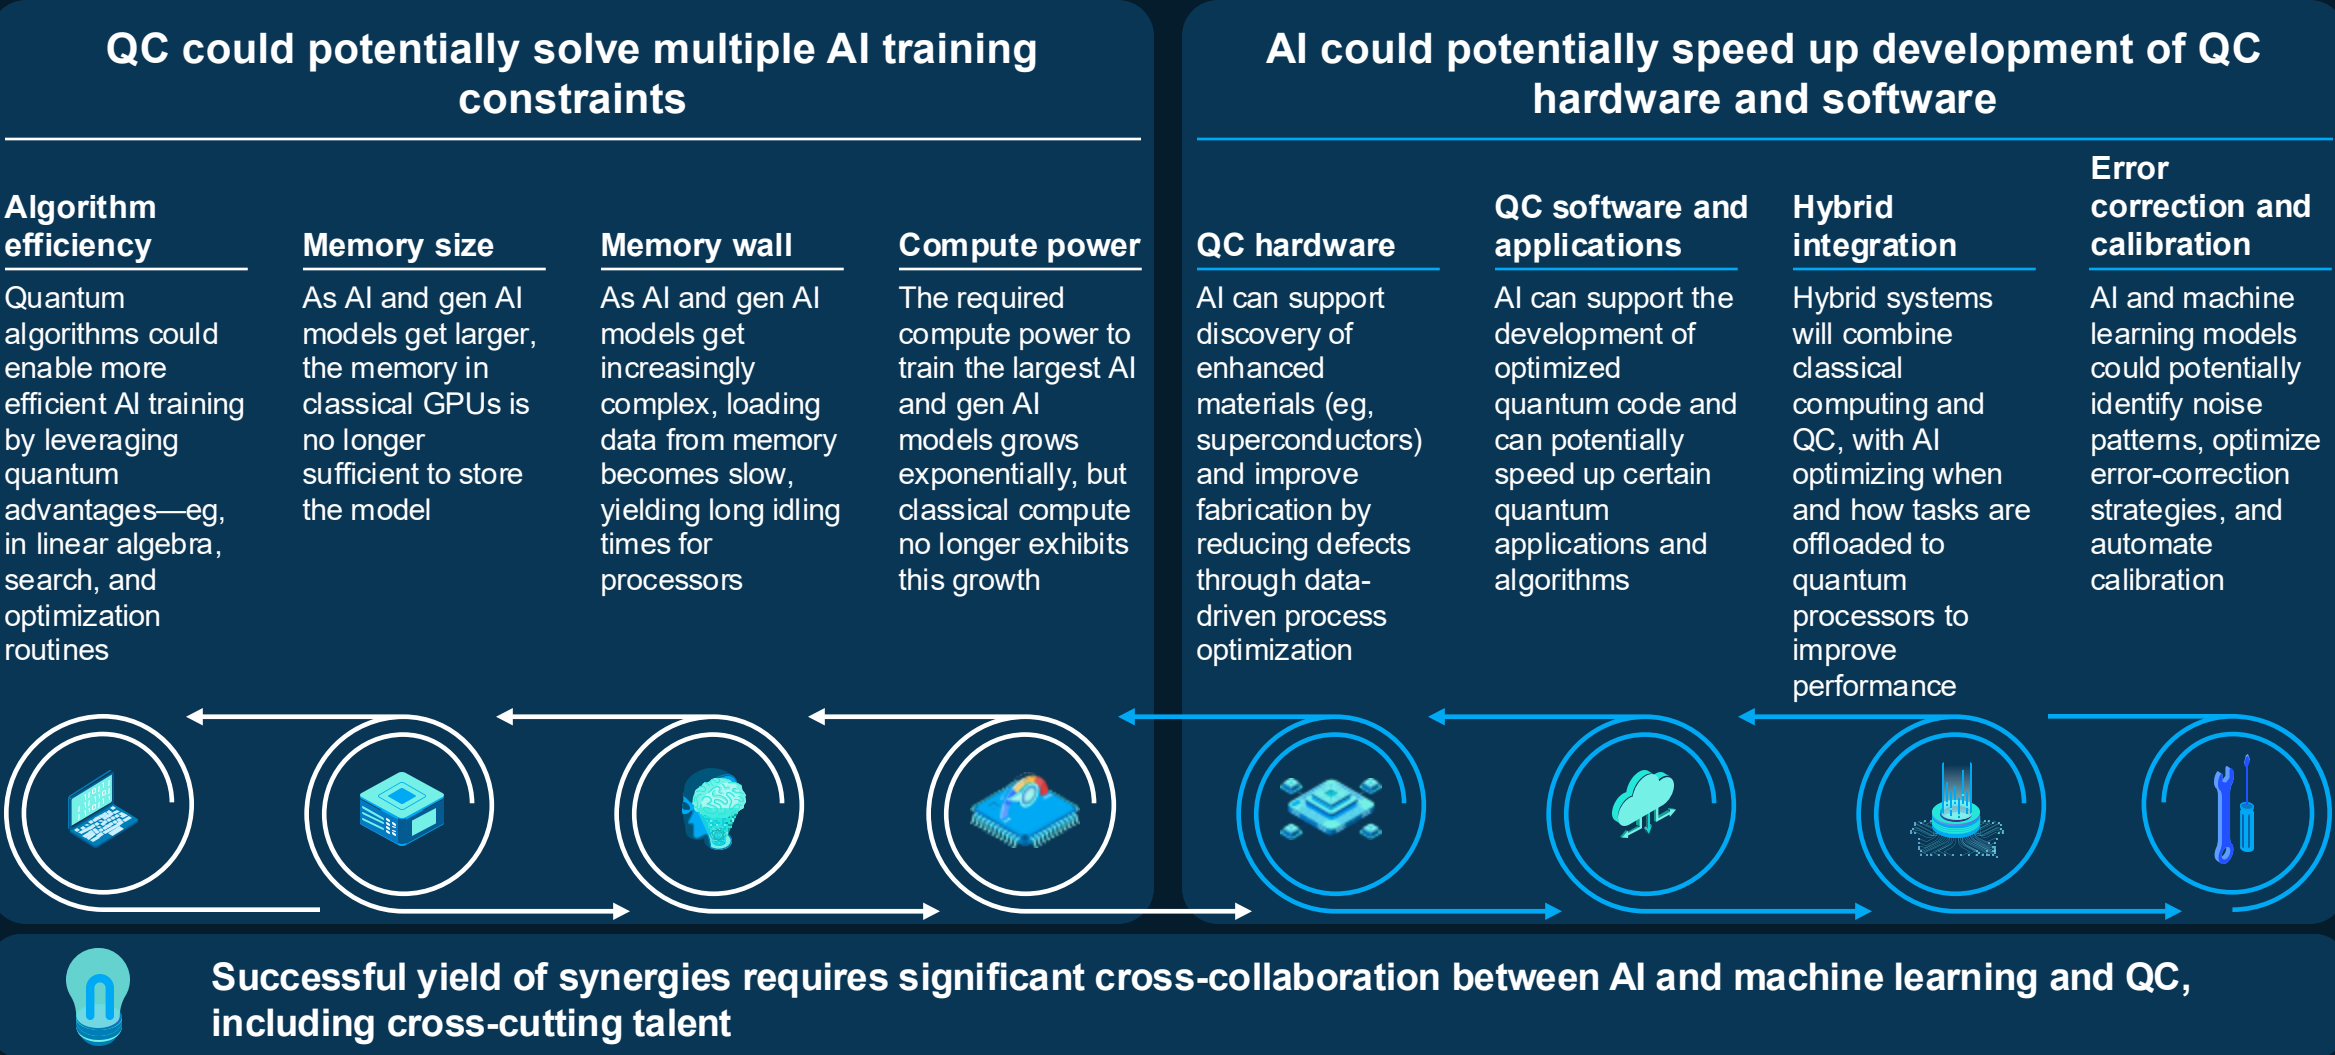 QC could potentially solve multiple AI training
constraints
Algorithm
efficiency
Quantum
algorithms could
enable more
efficient AI training
by leveraging
quantum
advantages—eg,
in linear algebra,
search, and
optimization
routines
Memory size
As AI and gen AI
models get larger,
the memory in
classical GPUs is
no longer
sufficient to store
the model
Memory wall
As AI and gen AI
models get
increasingly
complex, loading
data from memory
becomes slow,
yielding long idling
times for
processors
Compute power
The required
compute power to
train the largest AI
and gen AI
models grows
exponentially, but
classical compute
no longer exhibits
this growth
AI could potentially speed up development of QC
hardware and software
QC hardware
AI can support
discovery of
enhanced
materials (eg,
superconductors)
and improve
fabrication by
reducing defects
through data-
driven process
optimization
QC software and
applications
AI can support the
development of
optimized
quantum code and
can potentially
speed up certain
quantum
applications and
algorithms
Hybrid
integration
Hybrid systems
will combine
classical
computing and
QC, with AI
optimizing when
and how tasks are
offloaded to
quantum
processors to
improve
performance
Error
correction and
calibration
AI and machine
learning models
could potentially
identify noise
patterns, optimize
error-correction
strategies, and
automate
calibration
Successful yield of synergies requires significant cross-collaboration between AI and machine learning and QC,
including cross-cutting talent